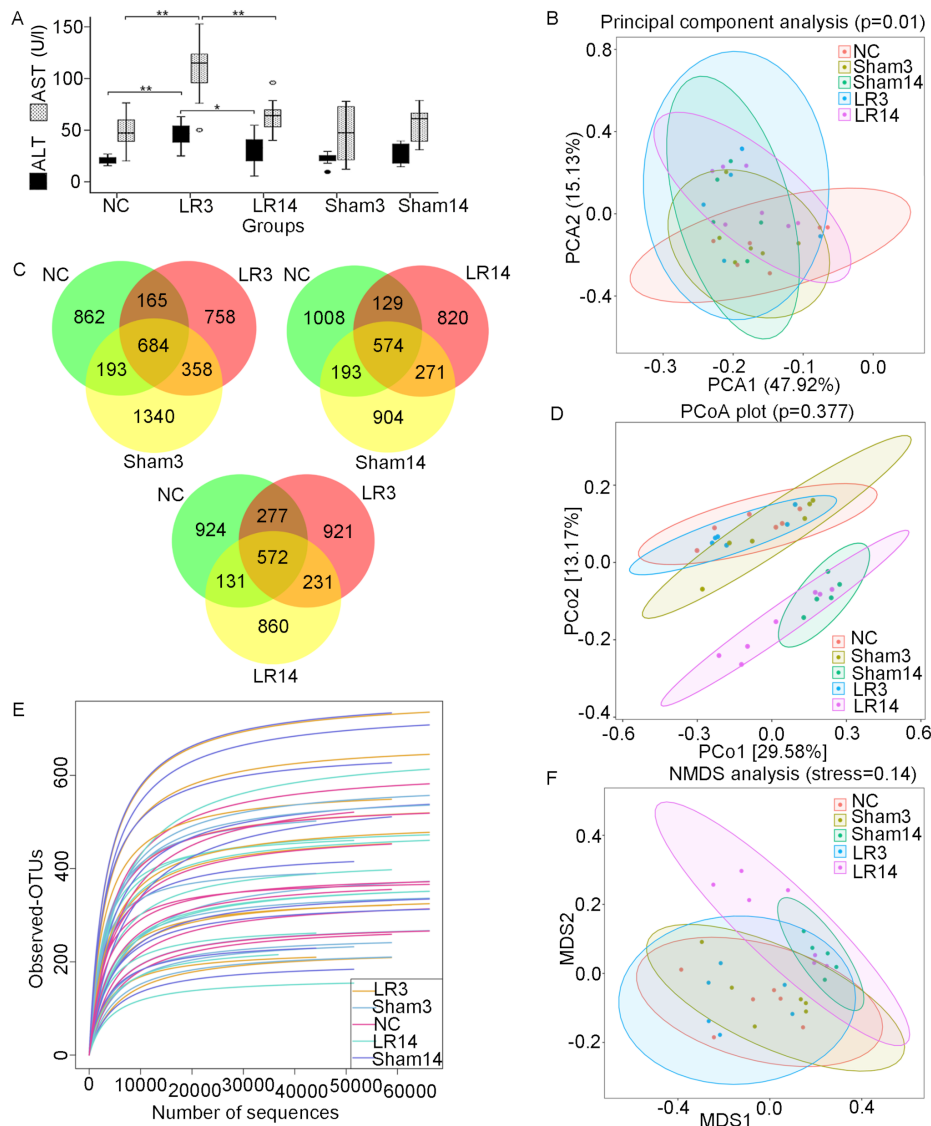 A
AST (U/l)
ALT
150
100
50
0
**
**
**
*
NC
LR3
LR14
Sham3
Sham14
Groups
B
Principal component analysis (p=0.01)
PCA2 (15.13%)
0.8
0.4
0.0
-0.4
NC
Sham3
Sham14
LR3
LR14
-0.3
-0.2
-0.1
0.0
PCA1 (47.92%)
C
NC
LR3
862
165
758
684
193
358
1340
Sham3
NC
LR14
1008
129
820
574
193
271
904
Sham14
NC
LR3
924
277
921
572
131
231
860
LR14
D
PCoA plot (p=0.377)
PCo2 [13.17%]
0.2
0.0
-0.2
-0.4
NC
Sham3
Sham14
LR3
LR14
-0.6
-0.3
0.0
0.3
0.6
PCo1 [29.58%]
E
Observed-OTUs
600
400
200
0
LR3
Sham3
NC
LR14
Sham14
0
10000
20000
30000
40000
50000
60000
Number of sequences
F
NMDS analysis (stress=0.14)
MDS2
0.4
0.2
0.0
-0.2
NC
Sham3
Sham14
LR3
LR14
-0.4
0.0
0.4
MDS1